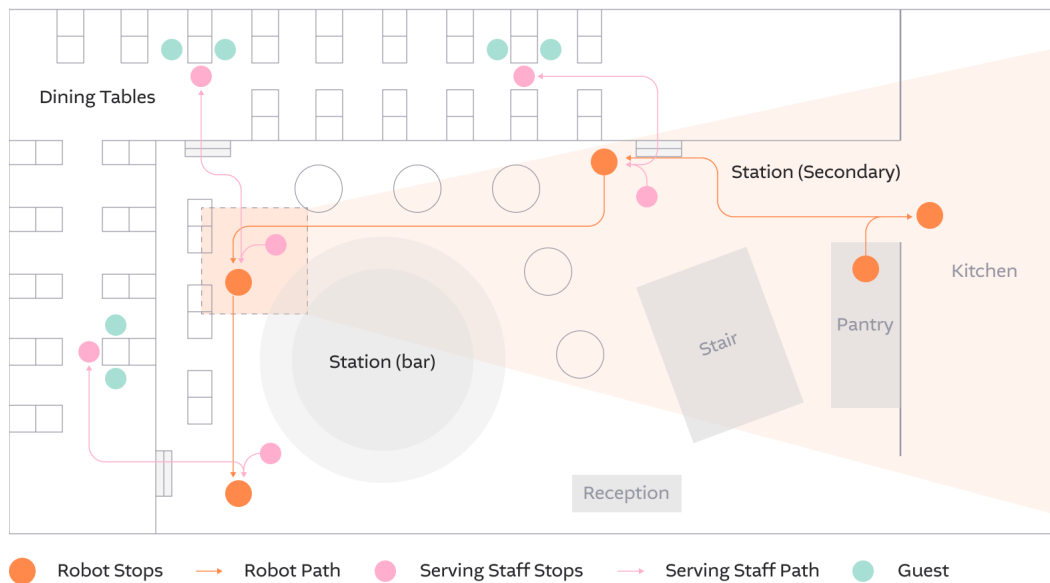 Dining Tables
Station (Secondary)
Kitchen
Pantry
Stair
Station (bar)
Reception
Robot Stops
Robot Path
Serving Staff Stops
Serving Staff Path
Guest